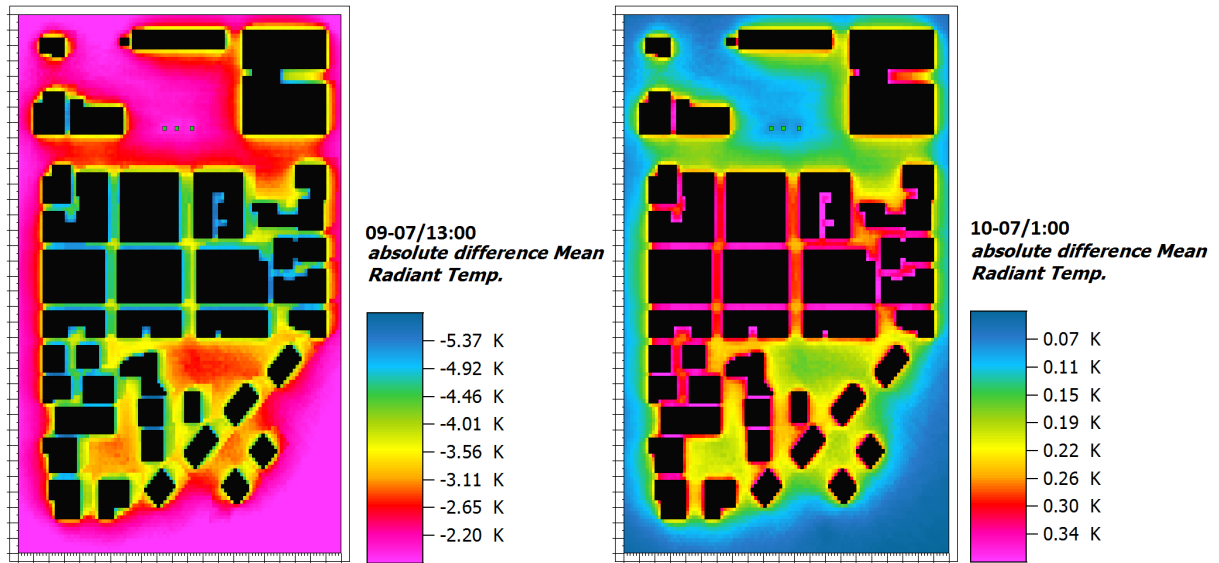 09-07/13:00
absolute difference Mean
Radiant Temp.
-5.37 K
-4.92 K
-4.46 K
-4.01 K
-3.56 K
-3.11 K
-2.65 K
-2.20 K
10-07/1:00
absolute difference Mean
Radiant Temp.
0.07 K
0.11 K
0.15 K
0.19 K
0.22 K
0.26 K
0.30 K
0.34 K